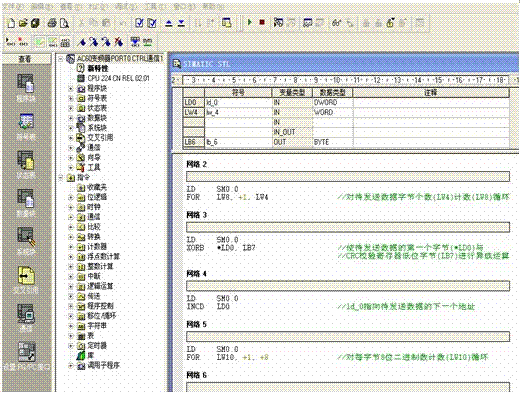 文件(F) 编辑(E) 查看(V) PLC(P) 调试(D) 工具(T) 窗口(W) 帮助(H)
查看
程序块
符号表
状态表
数据块
系统块
交叉引用
通信
设置 PG/PC接口
AC60变频器PORT0 CTRL通信1
新特性
CPU 224 CN REL 02.01
程序块
符号表
状态表
数据块
系统块
交叉引用
通信
向导
工具
指令
收藏夹
位逻辑
时钟
通信
比较
转换
计数器
浮点数计算
整数计算
中断
逻辑运算
传送
程序控制
移位/循环
字符串
表
定时器
库
调用子程序
SIMATIC STL
符号 变量类型 数据类型 注释
LD0 ld_0 IN DWORD
LW4 lw_4 IN WORD
IN
IN_OUT
LB6 lb_6 OUT BYTE
网络 2
LD SM0.0
FOR LW8, +1, LW4 //对待发送数据字节个数(LW4)计数(LW8)循环
网络 3
LD SM0.0
XORB *LD0, LB7 //使待发送数据的第一个字节(*LD0)与
//CRC校验寄存器低位字节(LB7)进行异或运算
网络 4
LD SM0.0
INCD LD0 //ld_0指向待发送数据的下一个地址
网络 5
LD SM0.0
FOR LW10, +1, +8 //对每字节8位二进制数计数(LW10)循环
网络 6